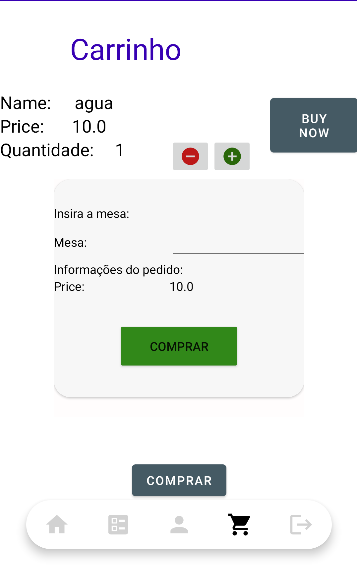 Carrinho
Name: agua
Price: 10.0
BUY
NOW
Quantidade: 1
Insira a mesa:
Mesa:
Informações do pedido:
Price: 10.0
COMPRAR
COMPRAR